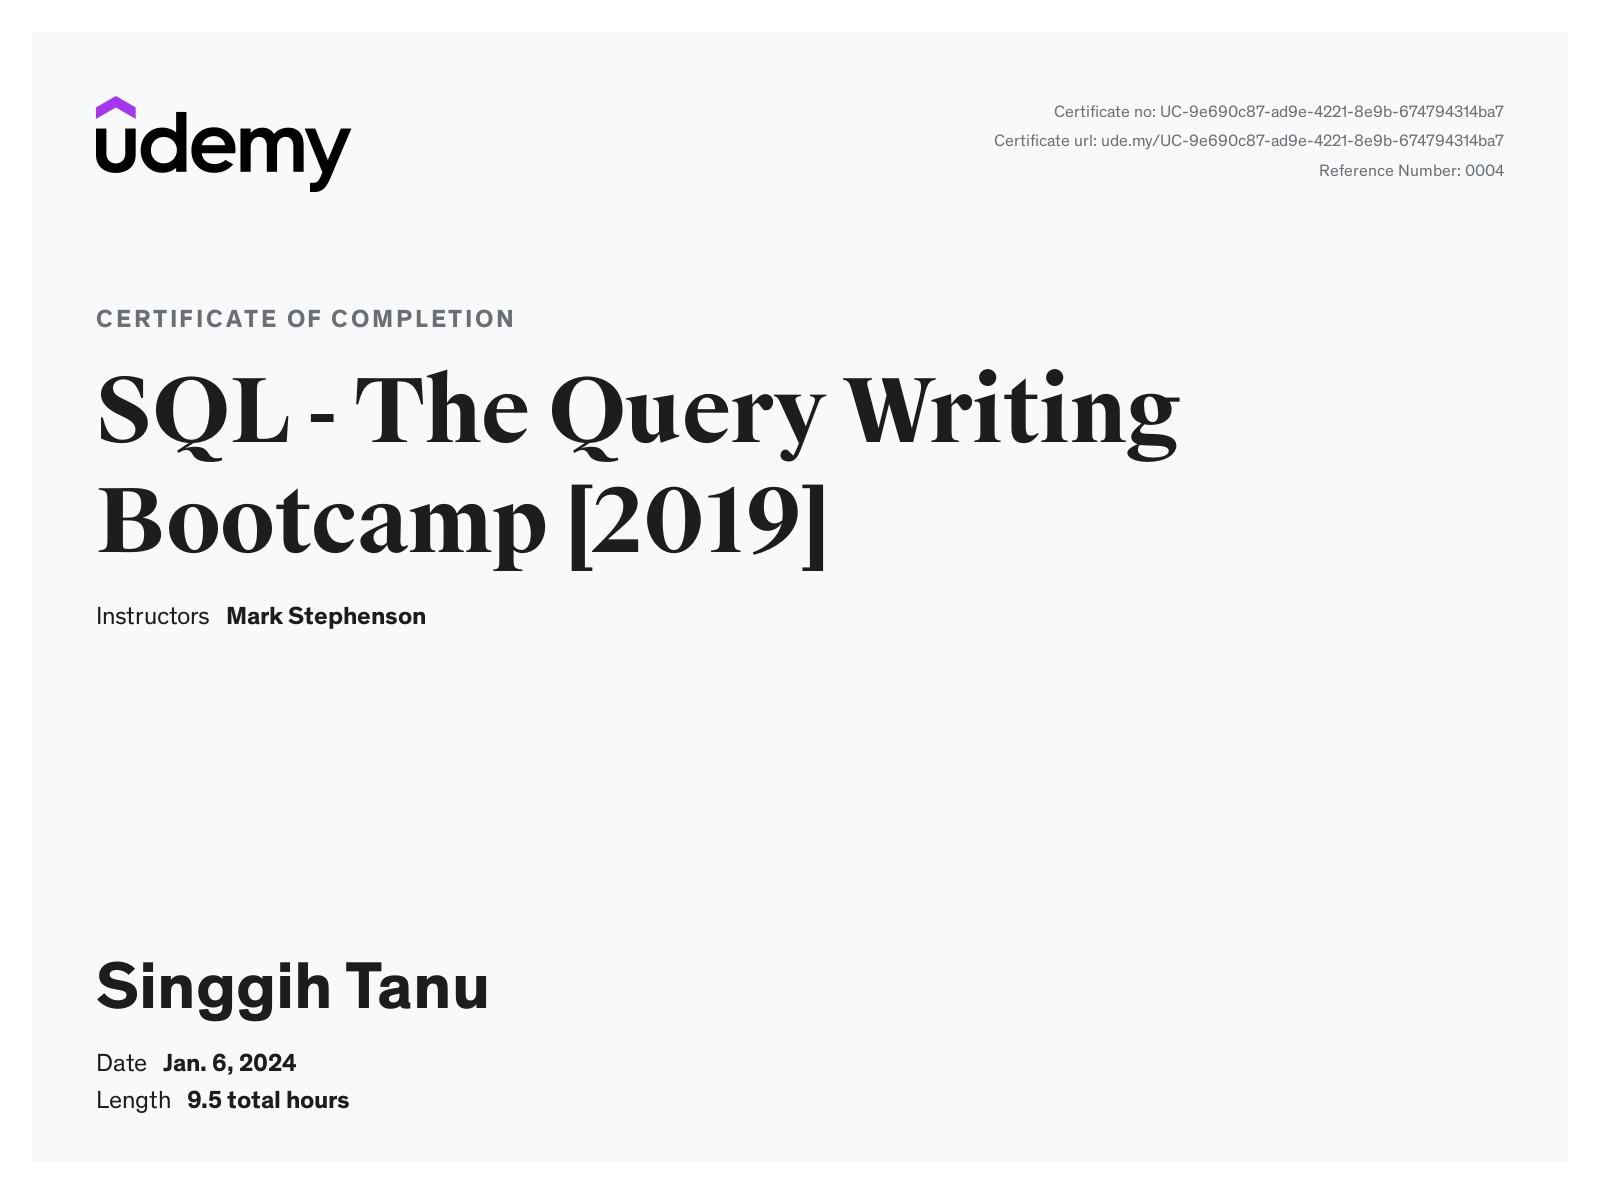 udemy
Certificate no: UC-9e690c87-ad9e-4221-8e9b-674794314ba7
Certificate url: ude.my/UC-9e690c87-ad9e-4221-8e9b-674794314ba7
Reference Number: 0004
CERTIFICATE OF COMPLETION
SQL - The Query Writing
Bootcamp [2019]
Instructors Mark Stephenson
Singgih Tanu
Date Jan. 6, 2024
Length 9.5 total hours